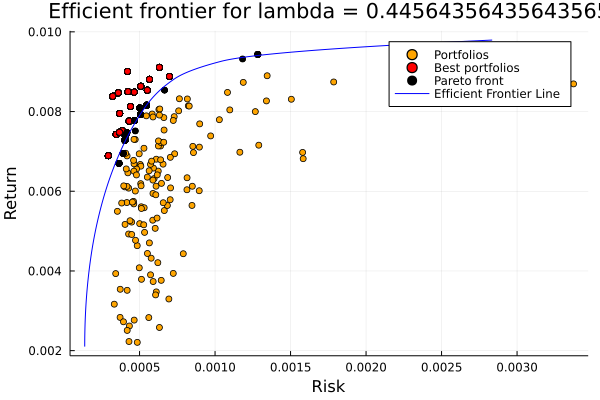 Efficient frontier for lambda = 0.445643564356435
0.010
0.008
0.006
0.004
0.002
Return
Portfolios
Best portfolios
Pareto front
Efficient Frontier Line
0.0005
0.0010
0.0015
0.0020
0.0025
0.0030
Risk